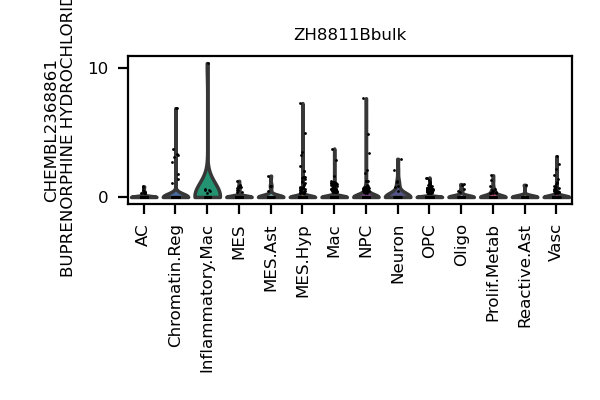 ZH8811Bbulk
CHEMBL2368861
BUPRENORPHINE HYDROCHLORID
10
0
AC
Chromatin.Reg
Inflammatory.Mac
MES
MES.Ast
MES.Hyp
Mac
NPC
Neuron
OPC
Oligo
Prolif.Metab
Reactive.Ast
Vasc